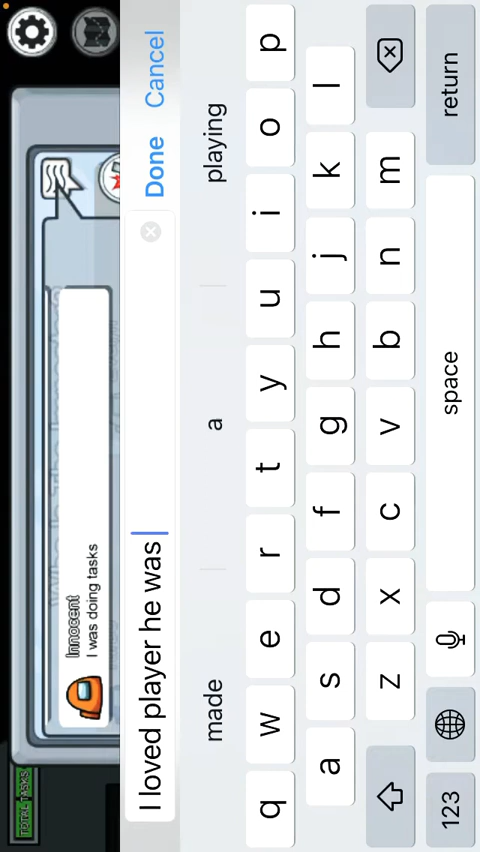 TOTAL TASKS
Innocent
I was doing tasks
I loved player he was
Done
Cancel
made
a
playing
q w e r t y u i o p
a s d f g h j k l
z x c v b n m
123
space
return